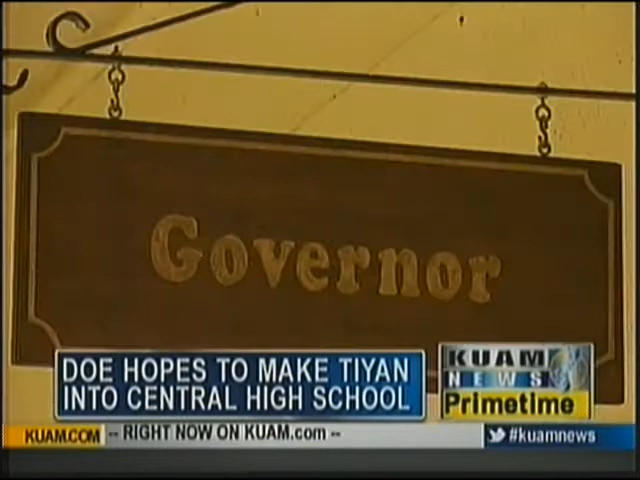 Governor
DOE HOPES TO MAKE TIYAN
INTO CENTRAL HIGH SCHOOL
KUAM
NEWS
Primetime
KUAM.COM
-- RIGHT NOW ON KUAM.com --
#kuamnews